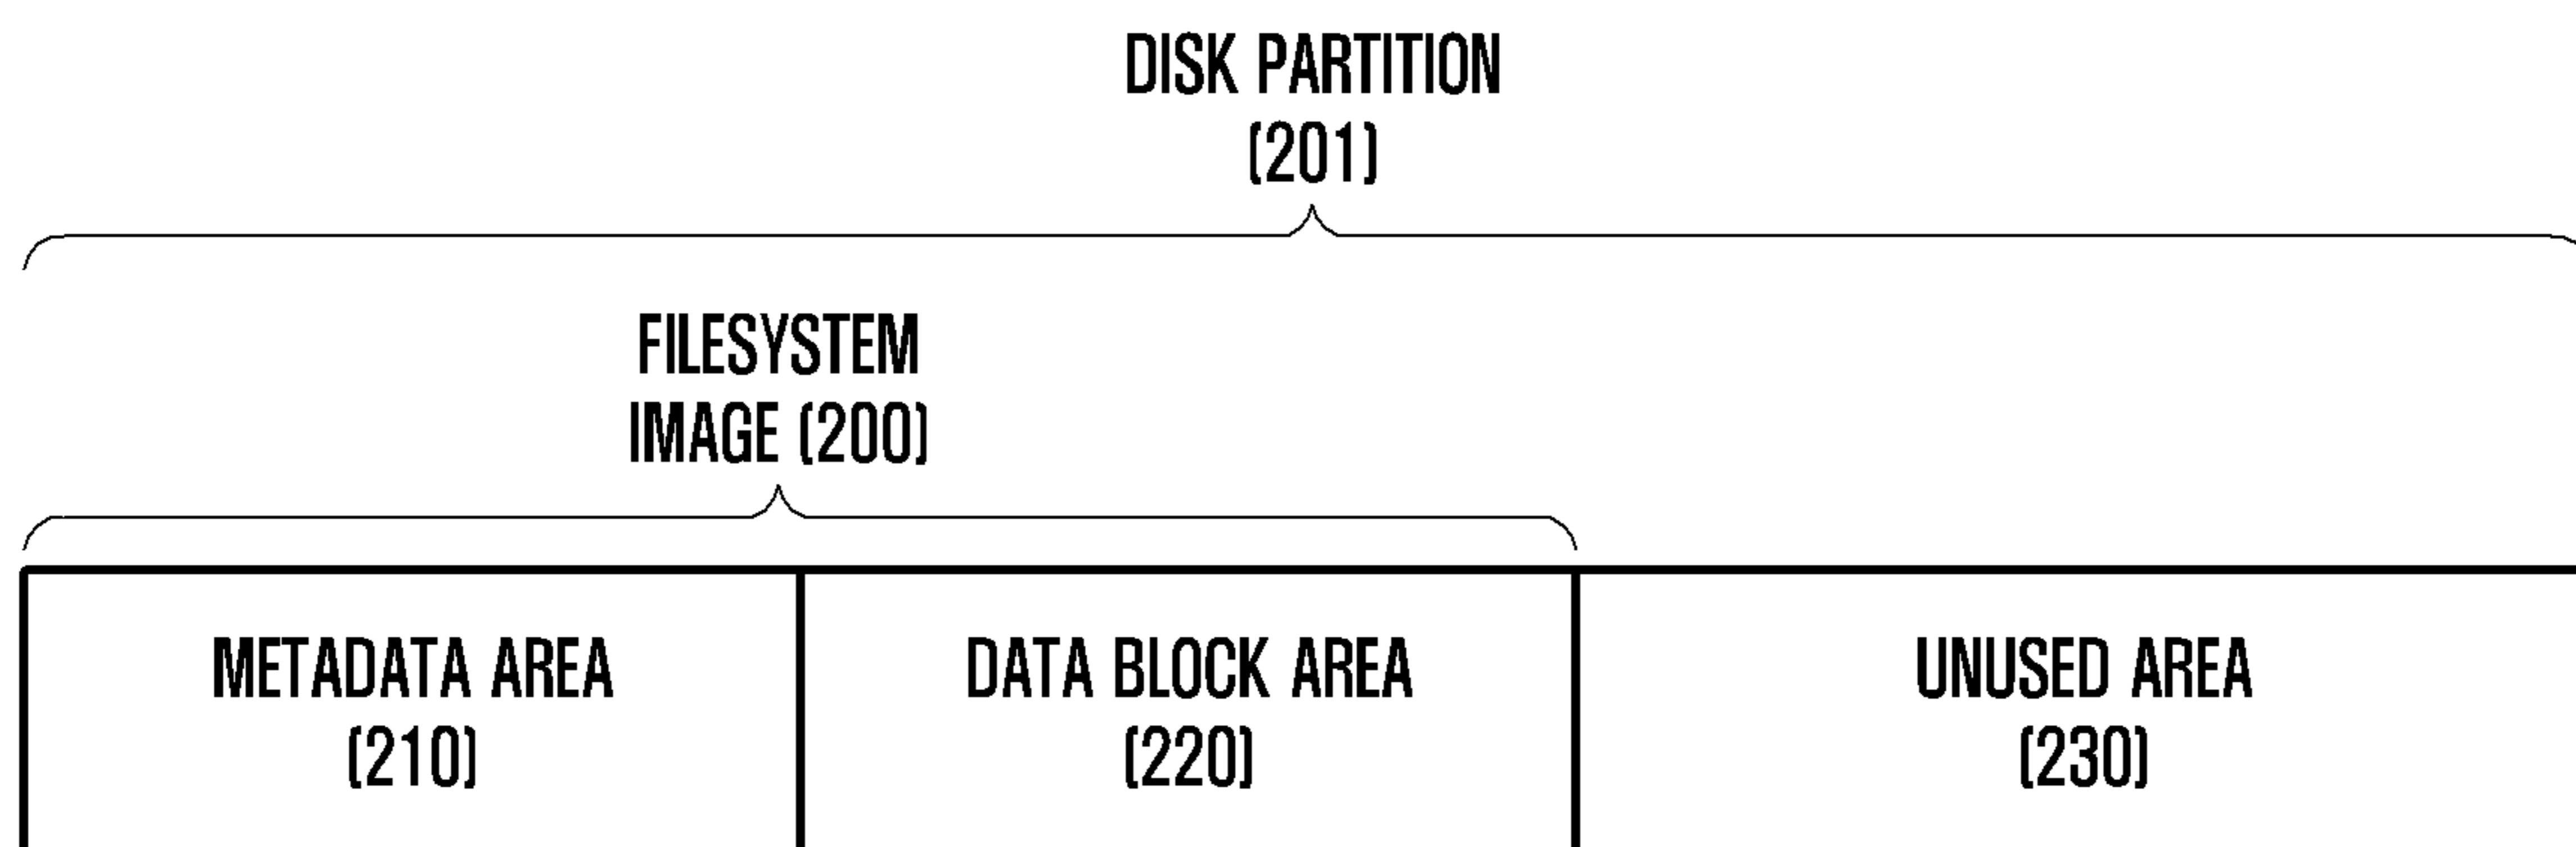 DISK PARTITION
(201)
FILESYSTEM
IMAGE (200)
METADATA AREA
(210)
DATA BLOCK AREA
(220)
UNUSED AREA
(230)